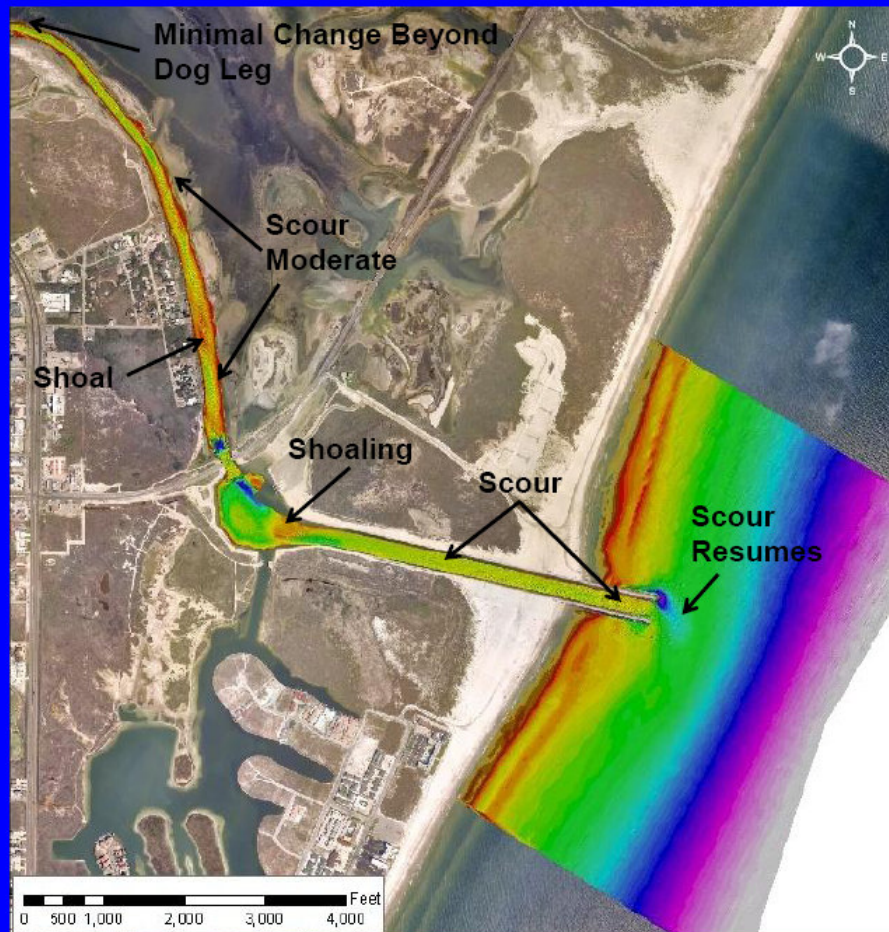 Minimal Change Beyond
Dog Leg
N
W
E
S
Scour
Moderate
Shoal
Shoaling
Scour
Scour
Resumes
Feet
0 500 1,000 2,000 3,000 4,000